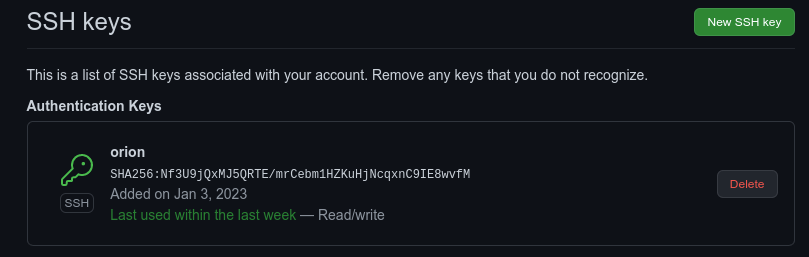 SSH keys
New SSH key
This is a list of SSH keys associated with your account. Remove any keys that you do not recognize.
Authentication Keys
orion
SHA256:Nf3U9jQxMJ5QRTE/mrCebm1HZKuHjNcqxnC9IE8wvfM
Added on Jan 3, 2023
SSH
Last used within the last week — Read/write
Delete